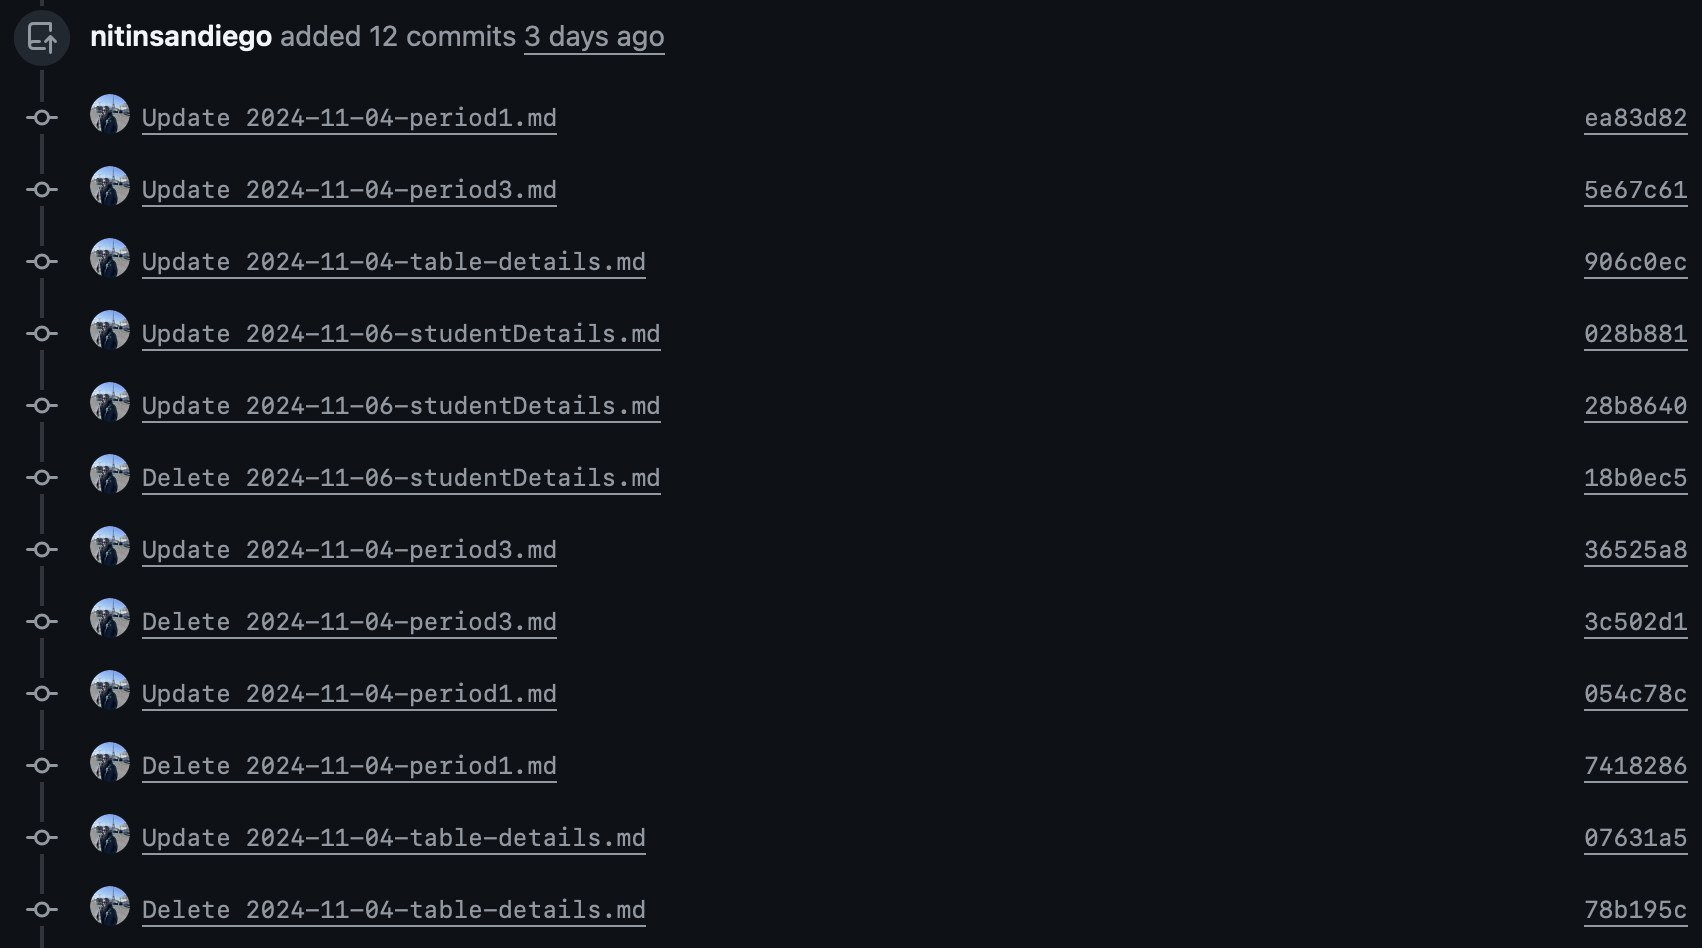 nitinsandiego added 12 commits 3 days ago
Update 2024-11-04-period1.md ea83d82
Update 2024-11-04-period3.md 5e67c61
Update 2024-11-04-table-details.md 906c0ec
Update 2024-11-06-studentDetails.md 028b881
Update 2024-11-06-studentDetails.md 28b8640
Delete 2024-11-06-studentDetails.md 18b0ec5
Update 2024-11-04-period3.md 36525a8
Delete 2024-11-04-period3.md 3c502d1
Update 2024-11-04-period1.md 054c78c
Delete 2024-11-04-period1.md 7418286
Update 2024-11-04-table-details.md 07631a5
Delete 2024-11-04-table-details.md 78b195c